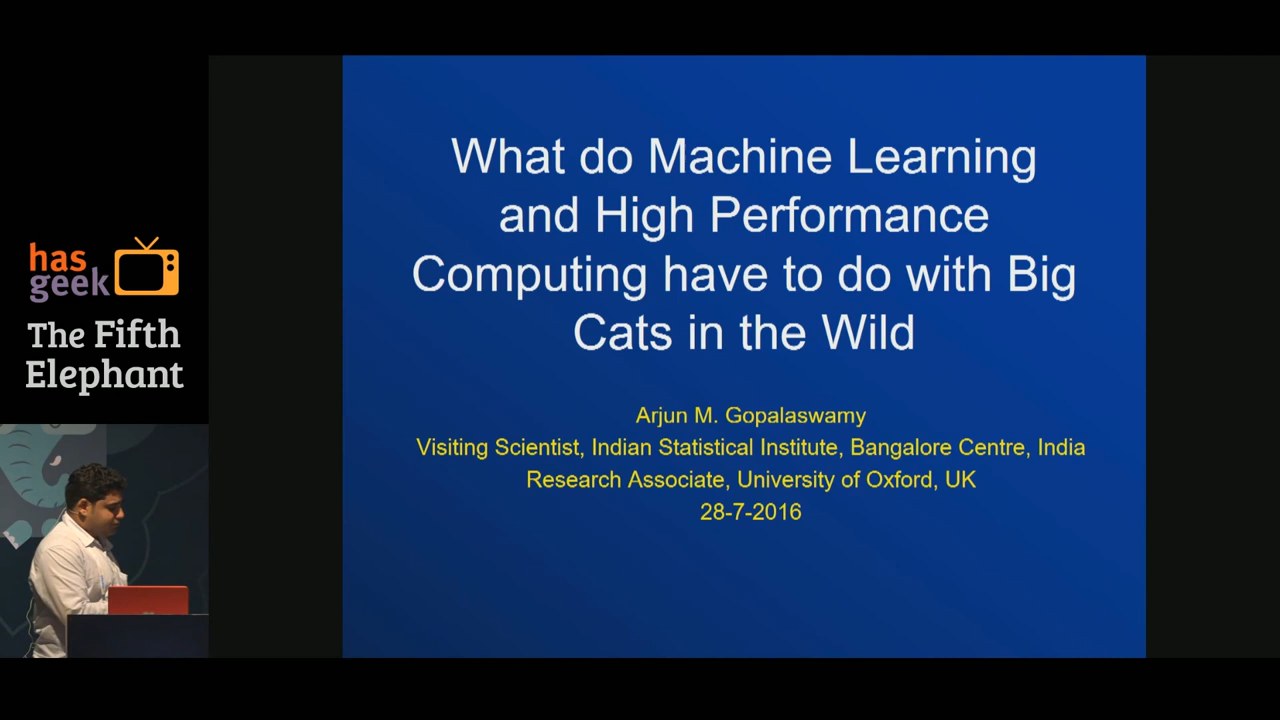 has
geek
The Fifth
Elephant
What do Machine Learning
and High Performance
Computing have to do with Big
Cats in the Wild
Arjun M. Gopalaswamy
Visiting Scientist, Indian Statistical Institute, Bangalore Centre, India
Research Associate, University of Oxford, UK
28-7-2016